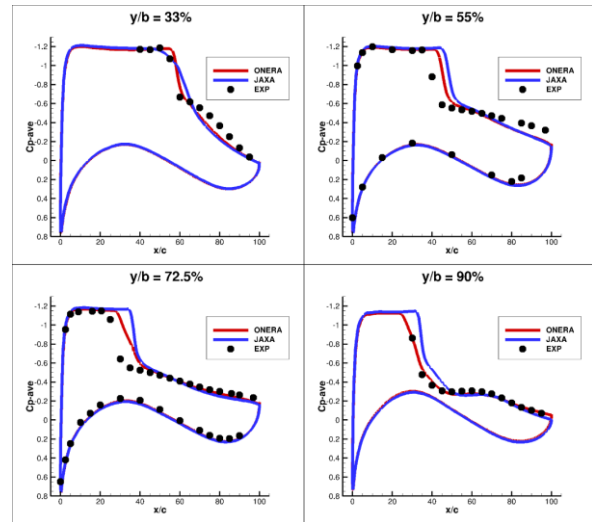 y/b = 33%
Cp-ave
-1.2
-1
-0.8
-0.6
-0.4
-0.2
0
0.2
0.4
0.6
0.8
ONERA
JAXA
EXP
0 20 40 60 80 100
x/c
y/b = 55%
Cp-ave
-1.2
-1
-0.8
-0.6
-0.4
-0.2
0
0.2
0.4
0.6
0.8
ONERA
JAXA
EXP
0 20 40 60 80 100
x/c
y/b = 72.5%
Cp-ave
-1.2
-1
-0.8
-0.6
-0.4
-0.2
0
0.2
0.4
0.6
0.8
ONERA
JAXA
EXP
0 20 40 60 80 100
x/c
y/b = 90%
Cp-ave
-1.2
-1
-0.8
-0.6
-0.4
-0.2
0
0.2
0.4
0.6
0.8
ONERA
JAXA
EXP
0 20 40 60 80 100
x/c